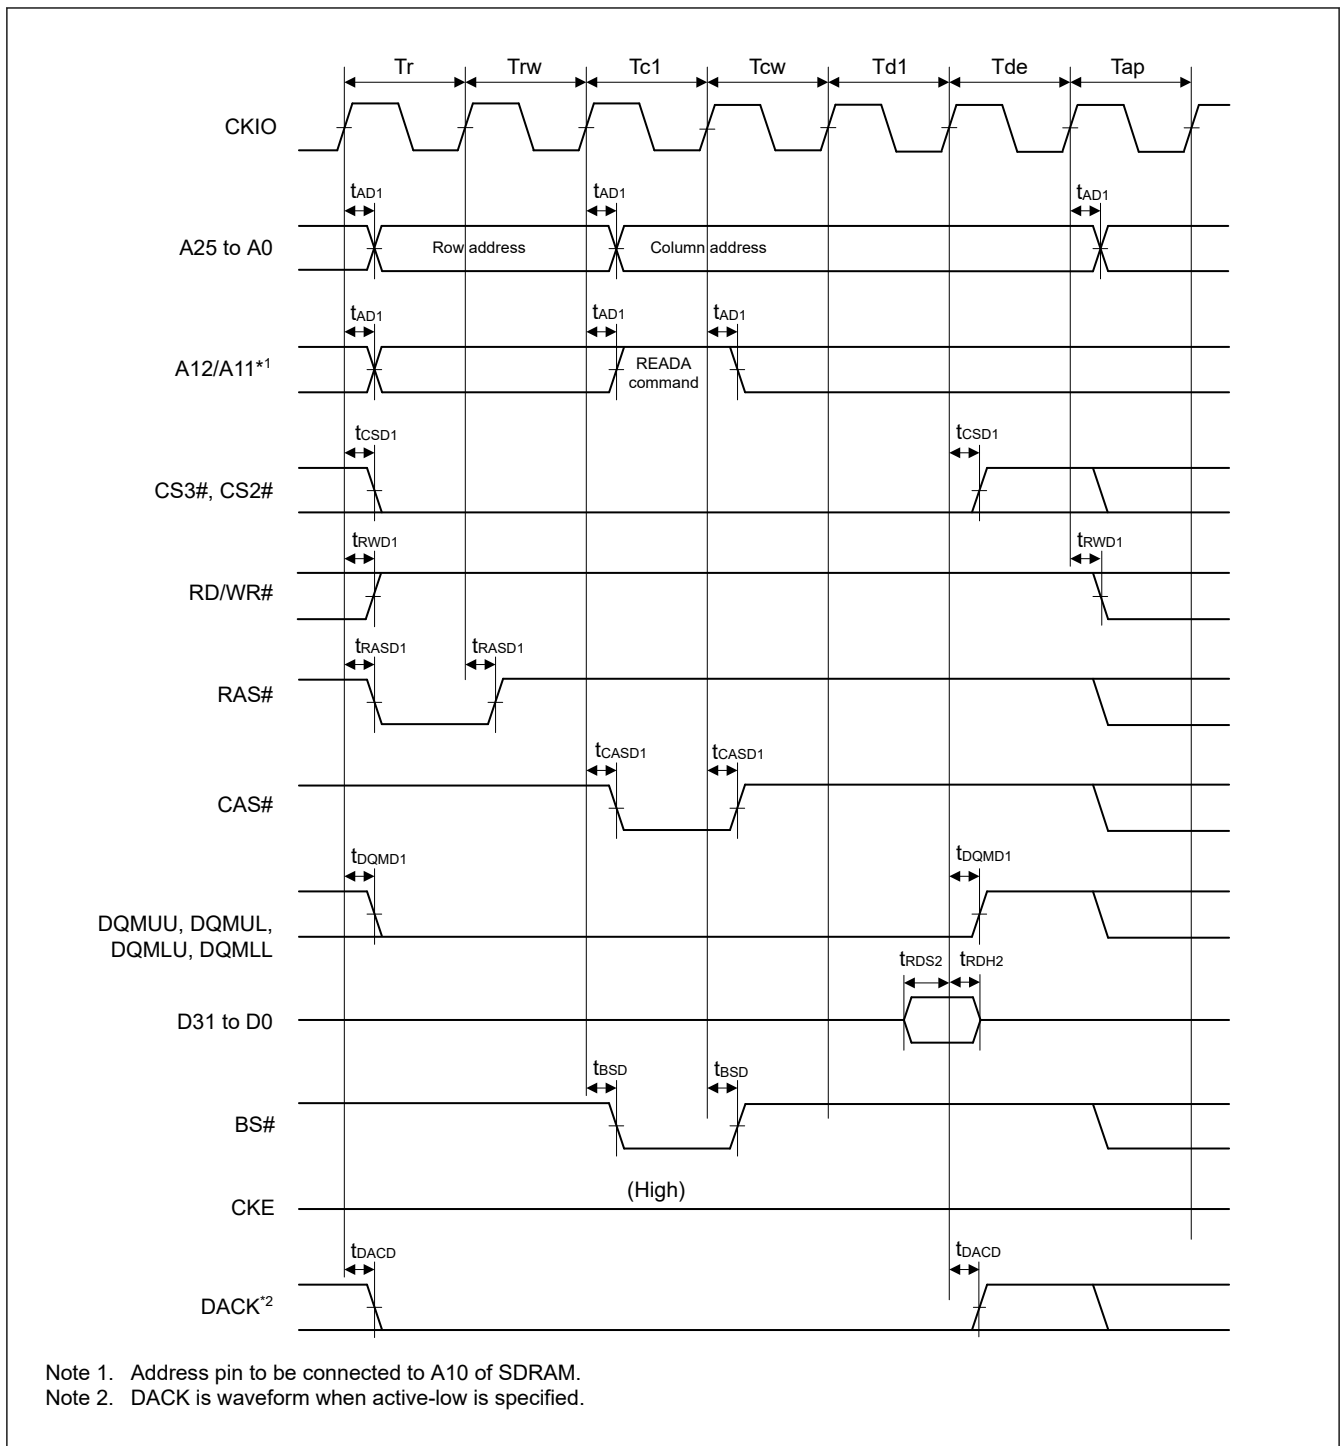 Tr Trw Tc1 Tcw Td1 Tde Tap
CKIO
tAD1 tAD1 tAD1
A25 to A0 Row address Column address
tAD1 tAD1 tAD1
A12/A11*1 READA
command
tCSD1 tCSD1
CS3#, CS2#
tRWD1 tRWD1
RD/WR#
tRASD1 tRASD1
RAS#
tCASD1 tCASD1
CAS#
tDQMD1 tDQMD1
DQMUU, DQMUL,
DQMLU, DQMLL
tRDS2 tRDH2
D31 to D0
tBSD tBSD
BS#
(High)
CKE
tDACD tDACD
DACK*2
Note 1. Address pin to be connected to A10 of SDRAM.
Note 2. DACK is waveform when active-low is specified.